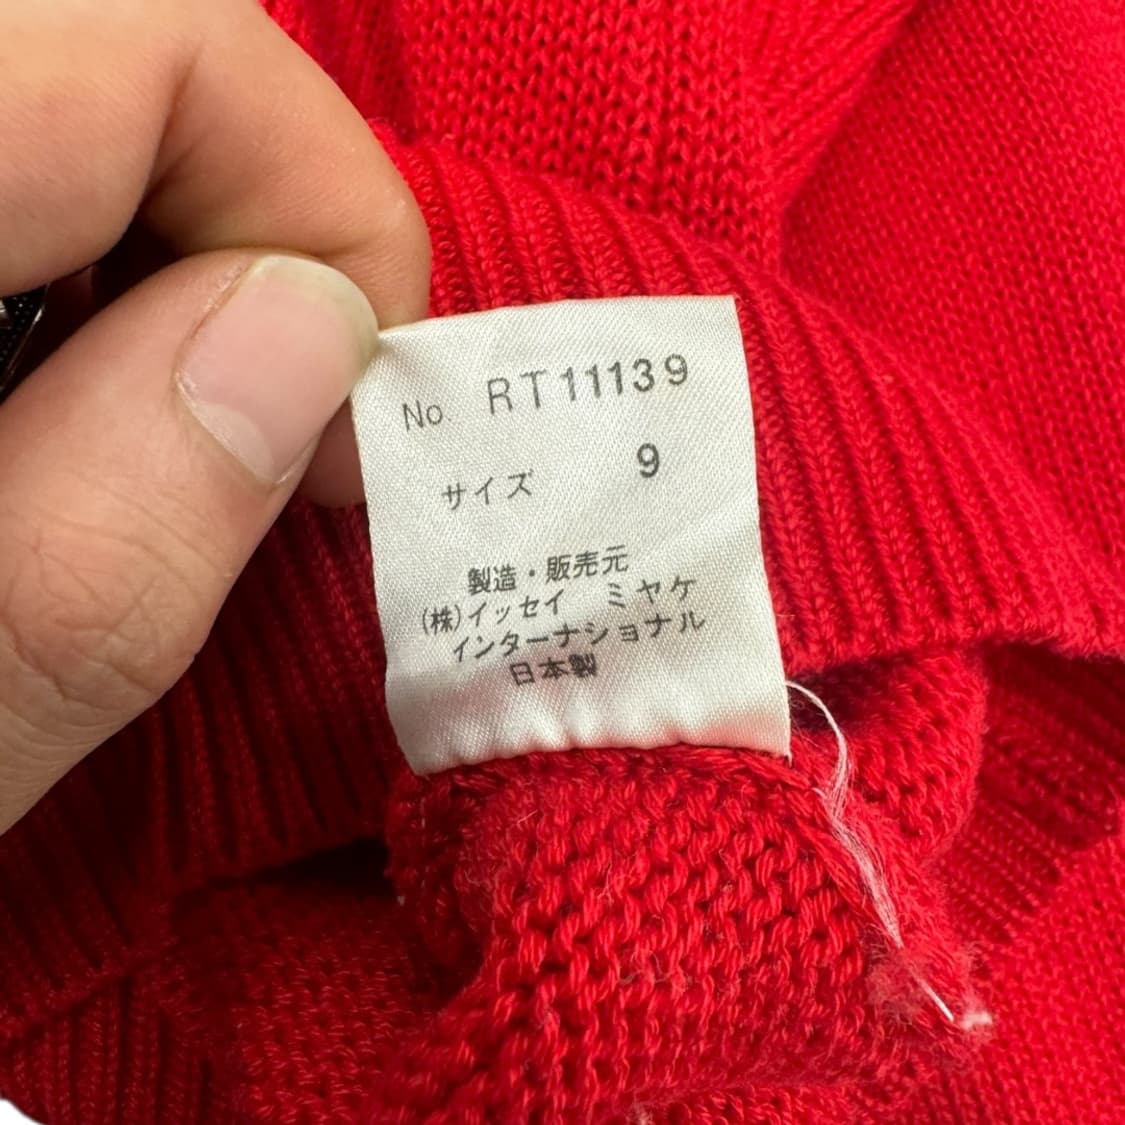 No. RT11139
サイズ 9
製造・販売元
(株)イッセイ ミヤケ
インターナショナル
日本製